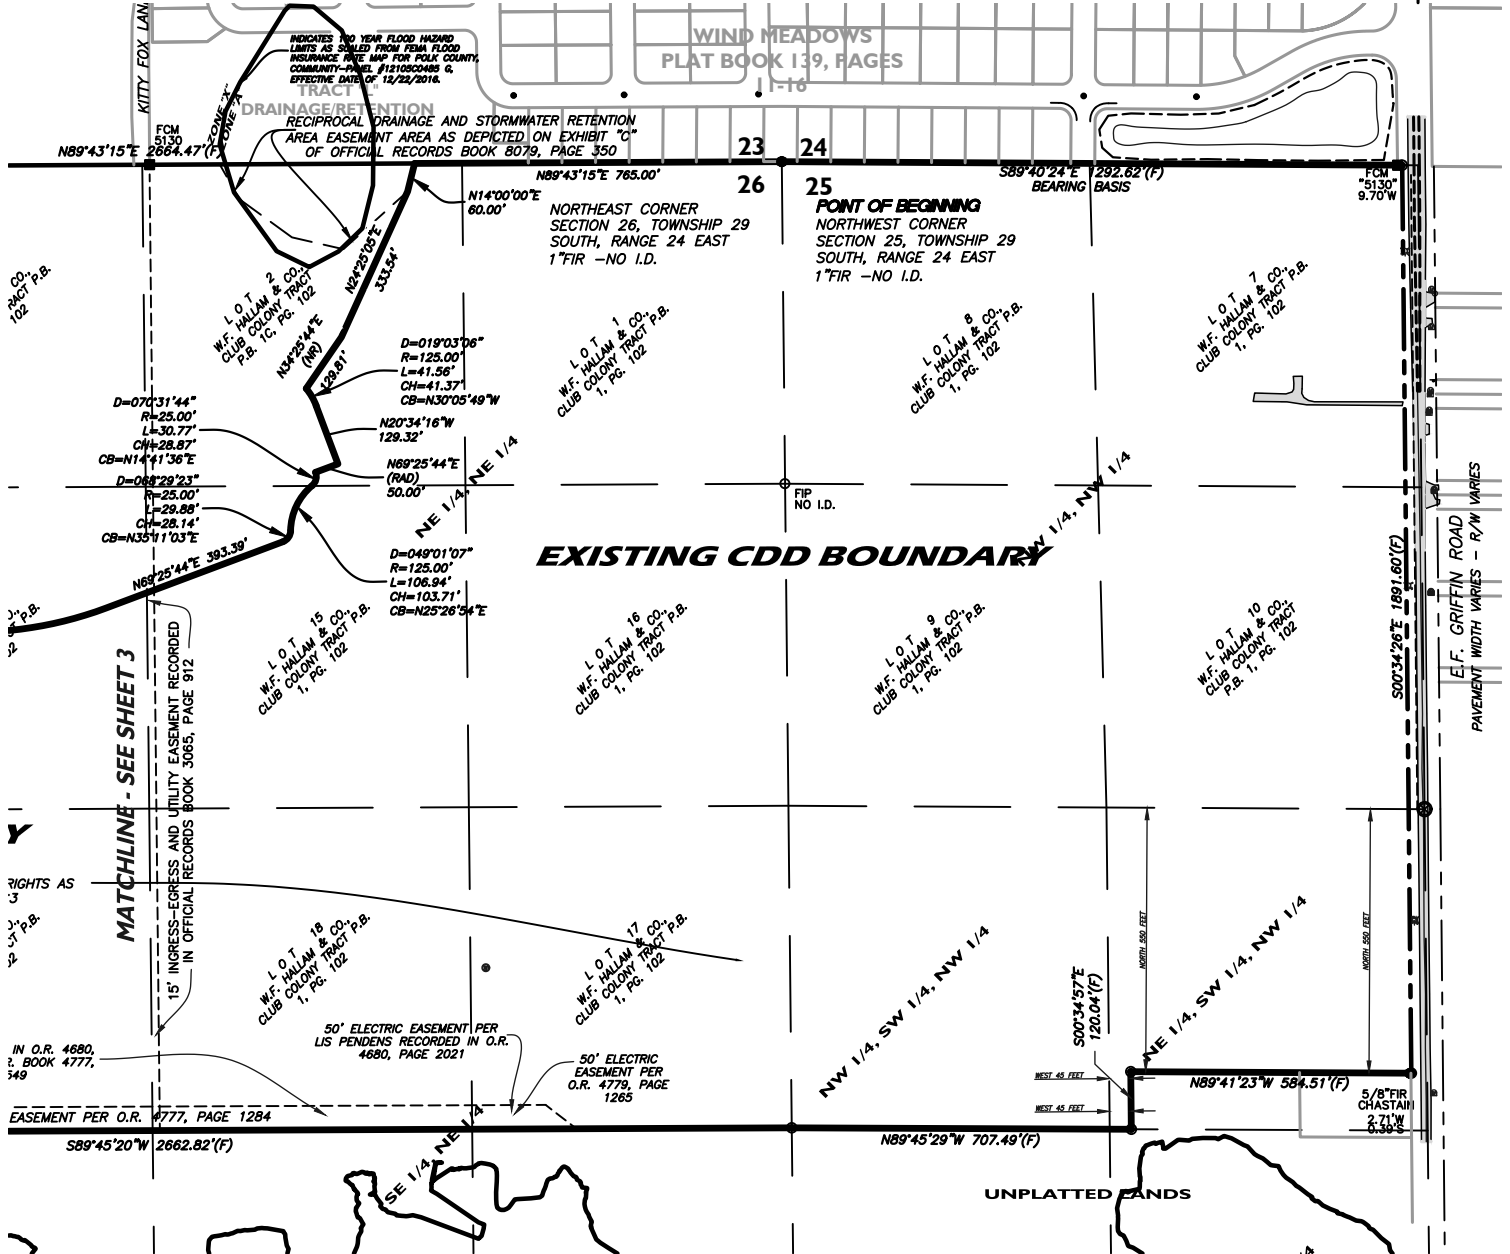 KITTY FOX LAN
INDICATES 100 YEAR FLOOD HAZARD
LIMITS AS SCALED FROM FEMA FLOOD
INSURANCE RATE MAP FOR POLK COUNTY,
COMMUNITY-PANEL #12105C0485 G,
EFFECTIVE DATE OF 12/22/2016.
TRACT "L"
DRAINAGE/RETENTION
ZONE "X"
ZONE "A"
WIND MEADOWS
PLAT BOOK 139, PAGES
11-16
RECIPROCAL DRAINAGE AND STORMWATER RETENTION
AREA EASEMENT AREA AS DEPICTED ON EXHIBIT "C"
OF OFFICIAL RECORDS BOOK 8079, PAGE 350
FCM
5130
N89°43'15"E 2664.47'(F)
23
24
26
25
N89°43'15"E 765.00'
S89°40'24"E 1292.62'(F)
BEARING BASIS
FCM
"5130"
9.70'W
N14°00'00"E
60.00'
NORTHEAST CORNER
SECTION 26, TOWNSHIP 29
SOUTH, RANGE 24 EAST
1"FIR -NO I.D.
POINT OF BEGINNING
NORTHWEST CORNER
SECTION 25, TOWNSHIP 29
SOUTH, RANGE 24 EAST
1"FIR -NO I.D.
CO.,
RACT P.B.
102
L O T 2
W.F. HALLAM & CO.,
CLUB COLONY TRACT
P.B. 1C, PG. 102
N24°25'05"E
333.54'
N34°25'44"E
(NR)
129.81'
L O T 1
W.F. HALLAM & CO.,
CLUB COLONY TRACT P.B.
1, PG. 102
L O T 8
W.F. HALLAM & CO.,
CLUB COLONY TRACT P.B.
1, PG. 102
L O T 7
W.F. HALLAM & CO.,
CLUB COLONY TRACT P.B.
1, PG. 102
D=019°03'06"
R=125.00'
L=41.56'
CH=41.37'
CB=N30°05'49"W
D=070°31'44"
R=25.00'
L=30.77'
CH=28.87'
CB=N14°41'36"E
N20°34'16"W
129.32'
N69°25'44"E
(RAD)
50.00'
D=068°29'23"
R=25.00'
L=29.88'
CH=28.14'
CB=N35°11'03"E
NE 1/4, NE 1/4
NW 1/4, NW 1/4
FIP
NO I.D.
EXISTING CDD BOUNDARY
D=049°01'07"
R=125.00'
L=106.94'
CH=103.71'
CB=N25°26'54"E
N69°25'44"E 393.39'
S00°34'26"E 1891.60'(F)
E.F. GRIFFIN ROAD
PAVEMENT WIDTH VARIES - R/W VARIES
P.B.
L O T 15
W.F. HALLAM & CO.,
CLUB COLONY TRACT P.B.
1, PG. 102
L O T 16
W.F. HALLAM & CO.,
CLUB COLONY TRACT P.B.
1, PG. 102
L O T 9
W.F. HALLAM & CO.,
CLUB COLONY TRACT P.B.
1, PG. 102
L O T 10
W.F. HALLAM & CO.,
CLUB COLONY TRACT
P.B. 1, PG. 102
MATCHLINE - SEE SHEET 3
15' INGRESS-EGRESS AND UTILITY EASEMENT RECORDED
IN OFFICIAL RECORDS BOOK 3065, PAGE 912
Y
RIGHTS AS
P.B.
L O T 18
W.F. HALLAM & CO.,
CLUB COLONY TRACT P.B.
1, PG. 102
L O T 17
W.F. HALLAM & CO.,
CLUB COLONY TRACT P.B.
1, PG. 102
NW 1/4, SW 1/4, NW 1/4
NE 1/4, SW 1/4, NW 1/4
NORTH 550 FEET
NORTH 550 FEET
S00°34'57"E
120.04'(F)
IN O.R. 4680,
R. BOOK 4777,
549
50' ELECTRIC EASEMENT PER
LIS PENDENS RECORDED IN O.R.
4680, PAGE 2021
50' ELECTRIC
EASEMENT PER
O.R. 4779, PAGE
1265
WEST 45 FEET
WEST 45 FEET
N89°41'23"W 584.51'(F)
5/8"FIR
CHASTAIN
2.71'W
0.39'S
EASEMENT PER O.R. 4777, PAGE 1284
S89°45'20"W 2662.82'(F)
N89°45'29"W 707.49'(F)
SE 1/4, NE 1/4
UNPLATTED LANDS